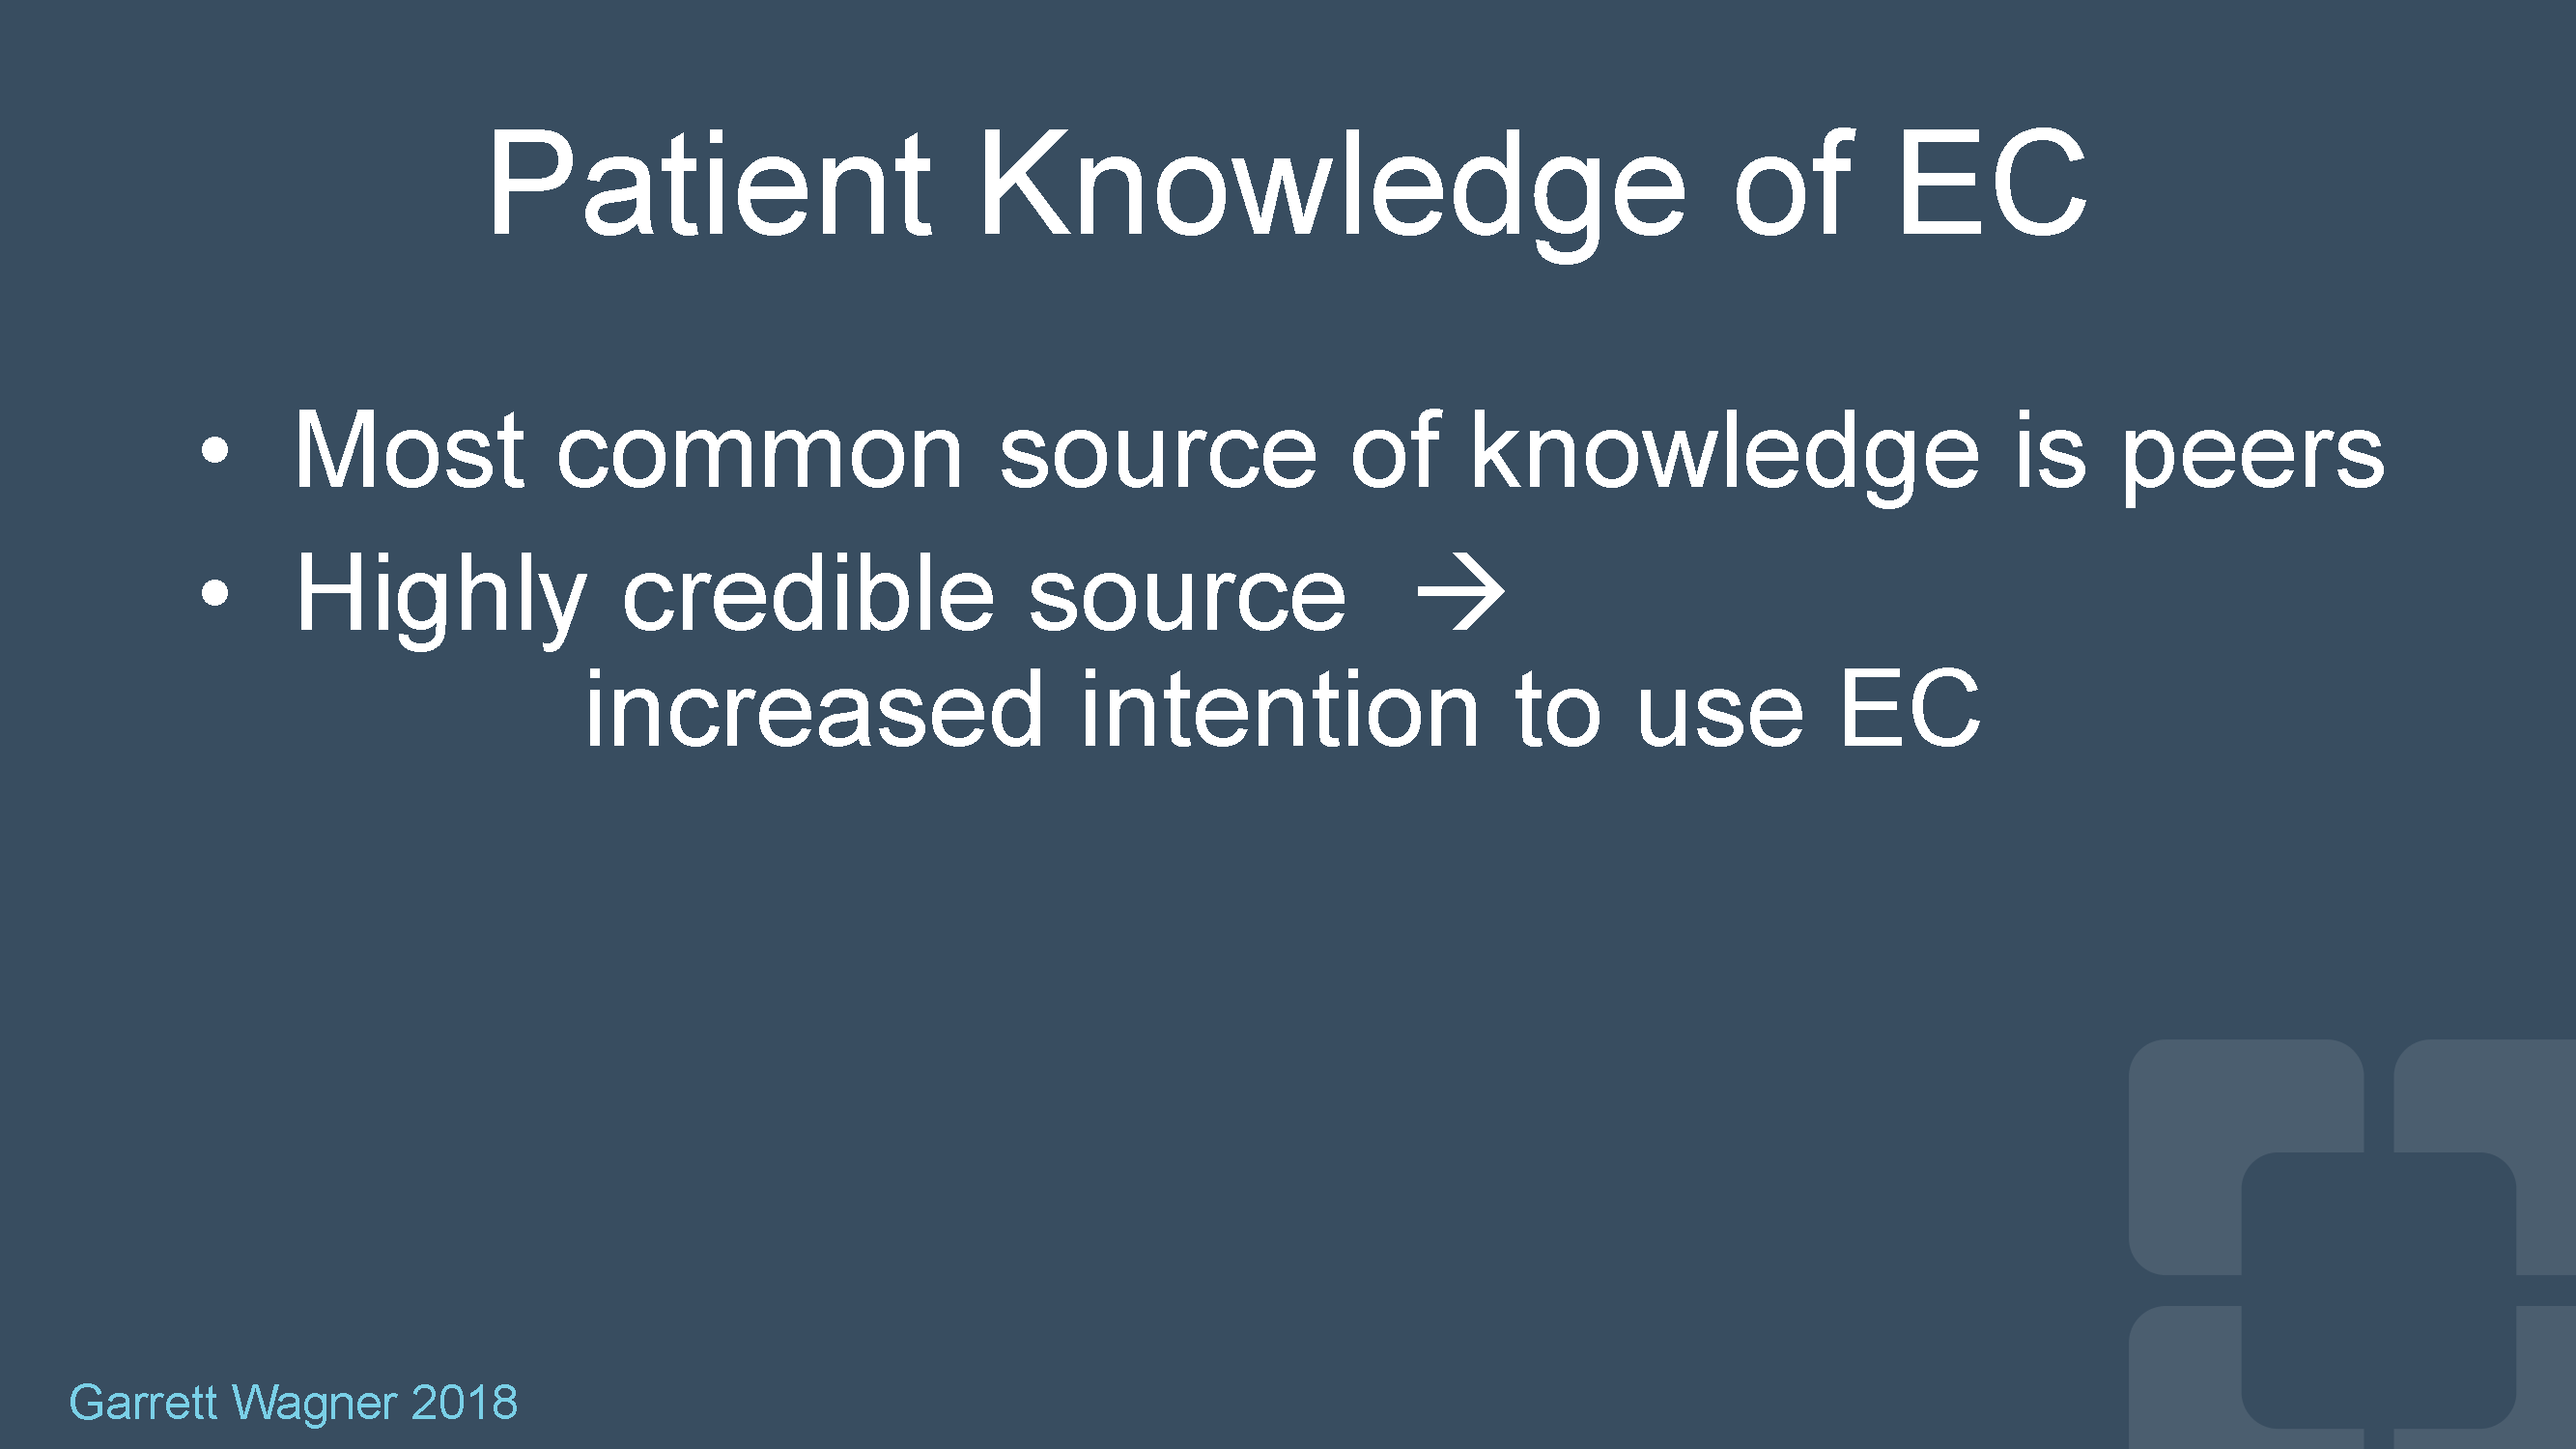 Patient Knowledge of EC
• Most common source of knowledge is peers
• Highly credible source →
increased intention to use EC
Garrett Wagner 2018